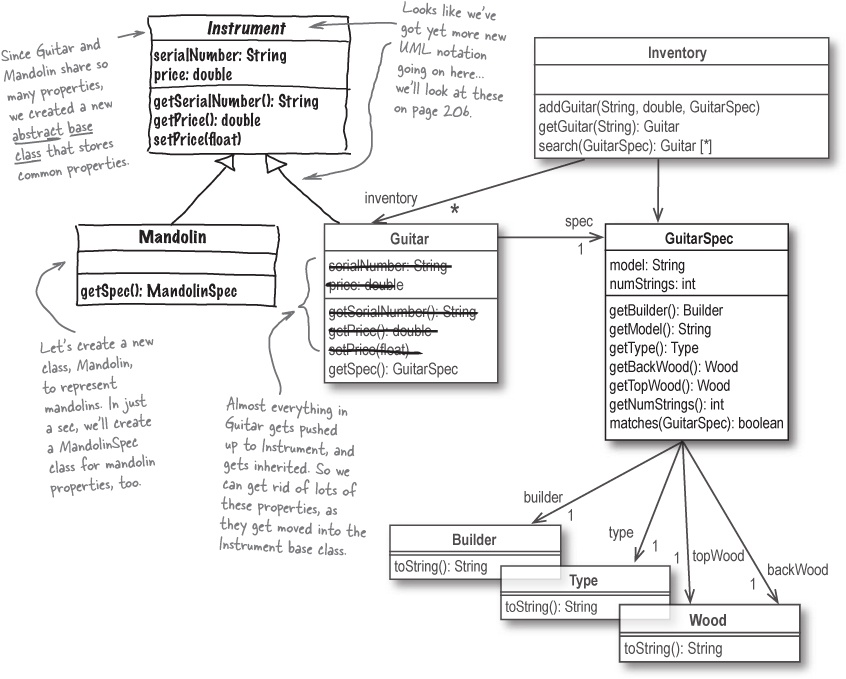 Since Guitar and
Mandolin share so
many properties,
we created a new
abstract base
class that stores
common properties.
Instrument
serialNumber: String
price: double
getSerialNumber(): String
getPrice(): double
setPrice(float)
Looks like we've
got yet more new
UML notation
going on here...
we'll look at these
on page 206.
Inventory
addGuitar(String, double, GuitarSpec)
getGuitar(String): Guitar
search(GuitarSpec): Guitar [*]
inventory
*
spec
1
Mandolin
getSpec(): MandolinSpec
Guitar
serialNumber: String
price: double
getSerialNumber(): String
getPrice(): double
setPrice(float)
getSpec(): GuitarSpec
GuitarSpec
model: String
numStrings: int
getBuilder(): Builder
getModel(): String
getType(): Type
getBackWood(): Wood
getTopWood(): Wood
getNumStrings(): int
matches(GuitarSpec): boolean
Let's create a new
class, Mandolin,
to represent
mandolins. In just
a sec, we'll create
a MandolinSpec
class for mandolin
properties, too.
Almost everything in
Guitar gets pushed
up to Instrument, and
gets inherited. So we
can get rid of lots of
these properties, as
they get moved into the
Instrument base class.
builder
1
type
1
1
topWood
1
backWood
Builder
toString(): String
Type
toString(): String
Wood
toString(): String